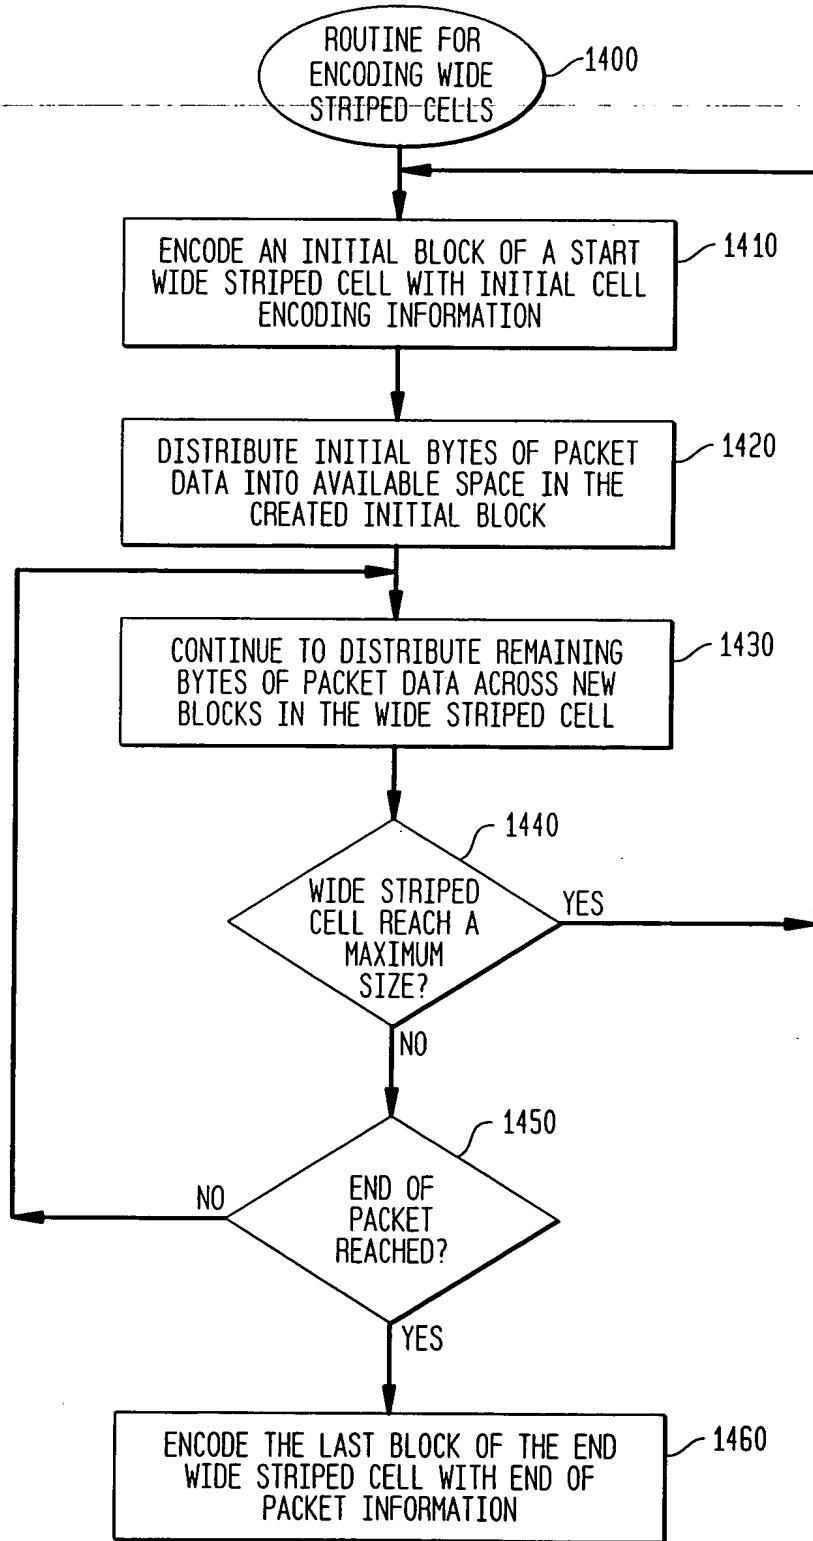 ROUTINE FOR
ENCODING WIDE
STRIPED CELLS
1400
ENCODE AN INITIAL BLOCK OF A START
WIDE STRIPED CELL WITH INITIAL CELL
ENCODING INFORMATION
1410
DISTRIBUTE INITIAL BYTES OF PACKET
DATA INTO AVAILABLE SPACE IN THE
CREATED INITIAL BLOCK
1420
CONTINUE TO DISTRIBUTE REMAINING
BYTES OF PACKET DATA ACROSS NEW
BLOCKS IN THE WIDE STRIPED CELL
1430
WIDE STRIPED
CELL REACH A
MAXIMUM
SIZE?
1440
YES
NO
END OF
PACKET
REACHED?
1450
NO
YES
ENCODE THE LAST BLOCK OF THE END
WIDE STRIPED CELL WITH END OF
PACKET INFORMATION
1460